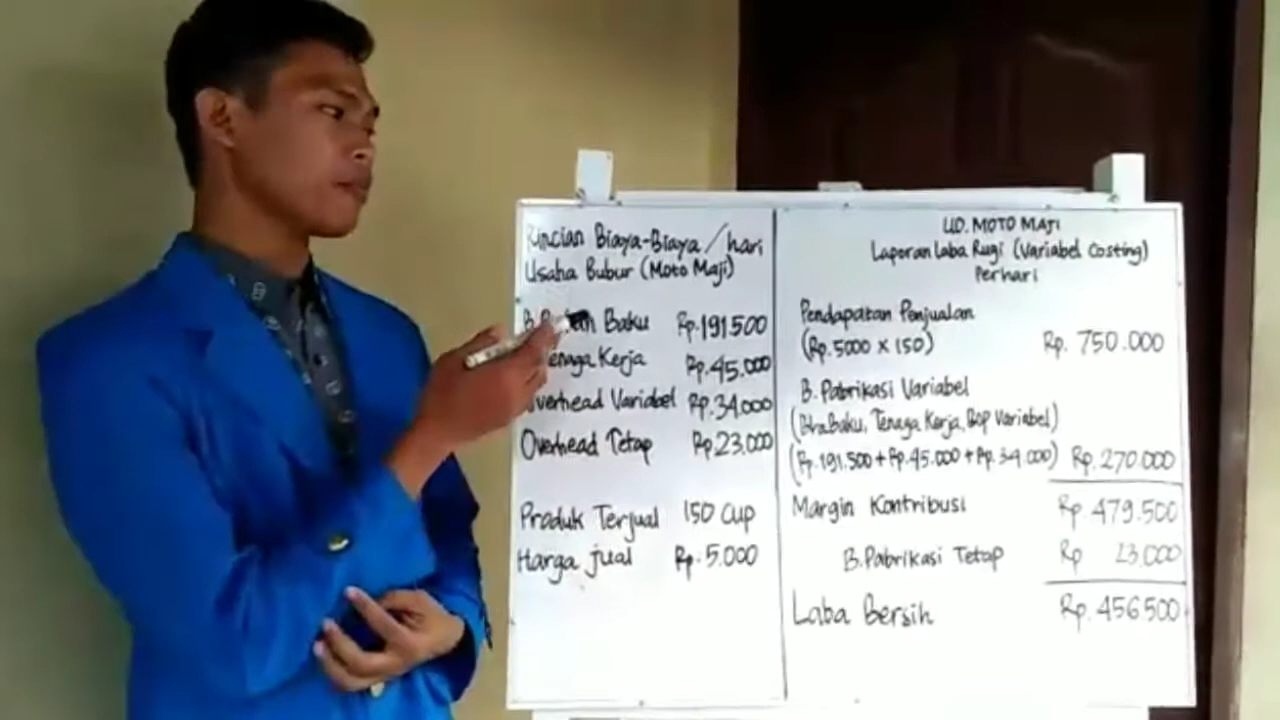 Rincian Biaya-Biaya/hari
Usaha Bubur (Moto Maji)
Baku Rp.191500
Tenaga Kerja Rp.45.000
Overhead Variabel Rp.34.000
Overhead Tetap Rp.23.000
Produk Terjual 150 Cup
Harga jual Rp.5.000
UD. MOTO MAJI
Laporan Laba Rugi (Variabel Costing)
Perhari
Pendapatan Penjualan
(Rp.5000 x 150) Rp. 750.000
B. Pabrikasi Variabel
(Bhn Baku, Tenaga Kerja, BOP Variabel)
(Rp.191.500+Rp.45.000+Rp.34.000) Rp.270.000
Margin Kontribusi Rp 479.500
B.Pabrikasi Tetap Rp 23.000
Laba Bersih Rp.456500